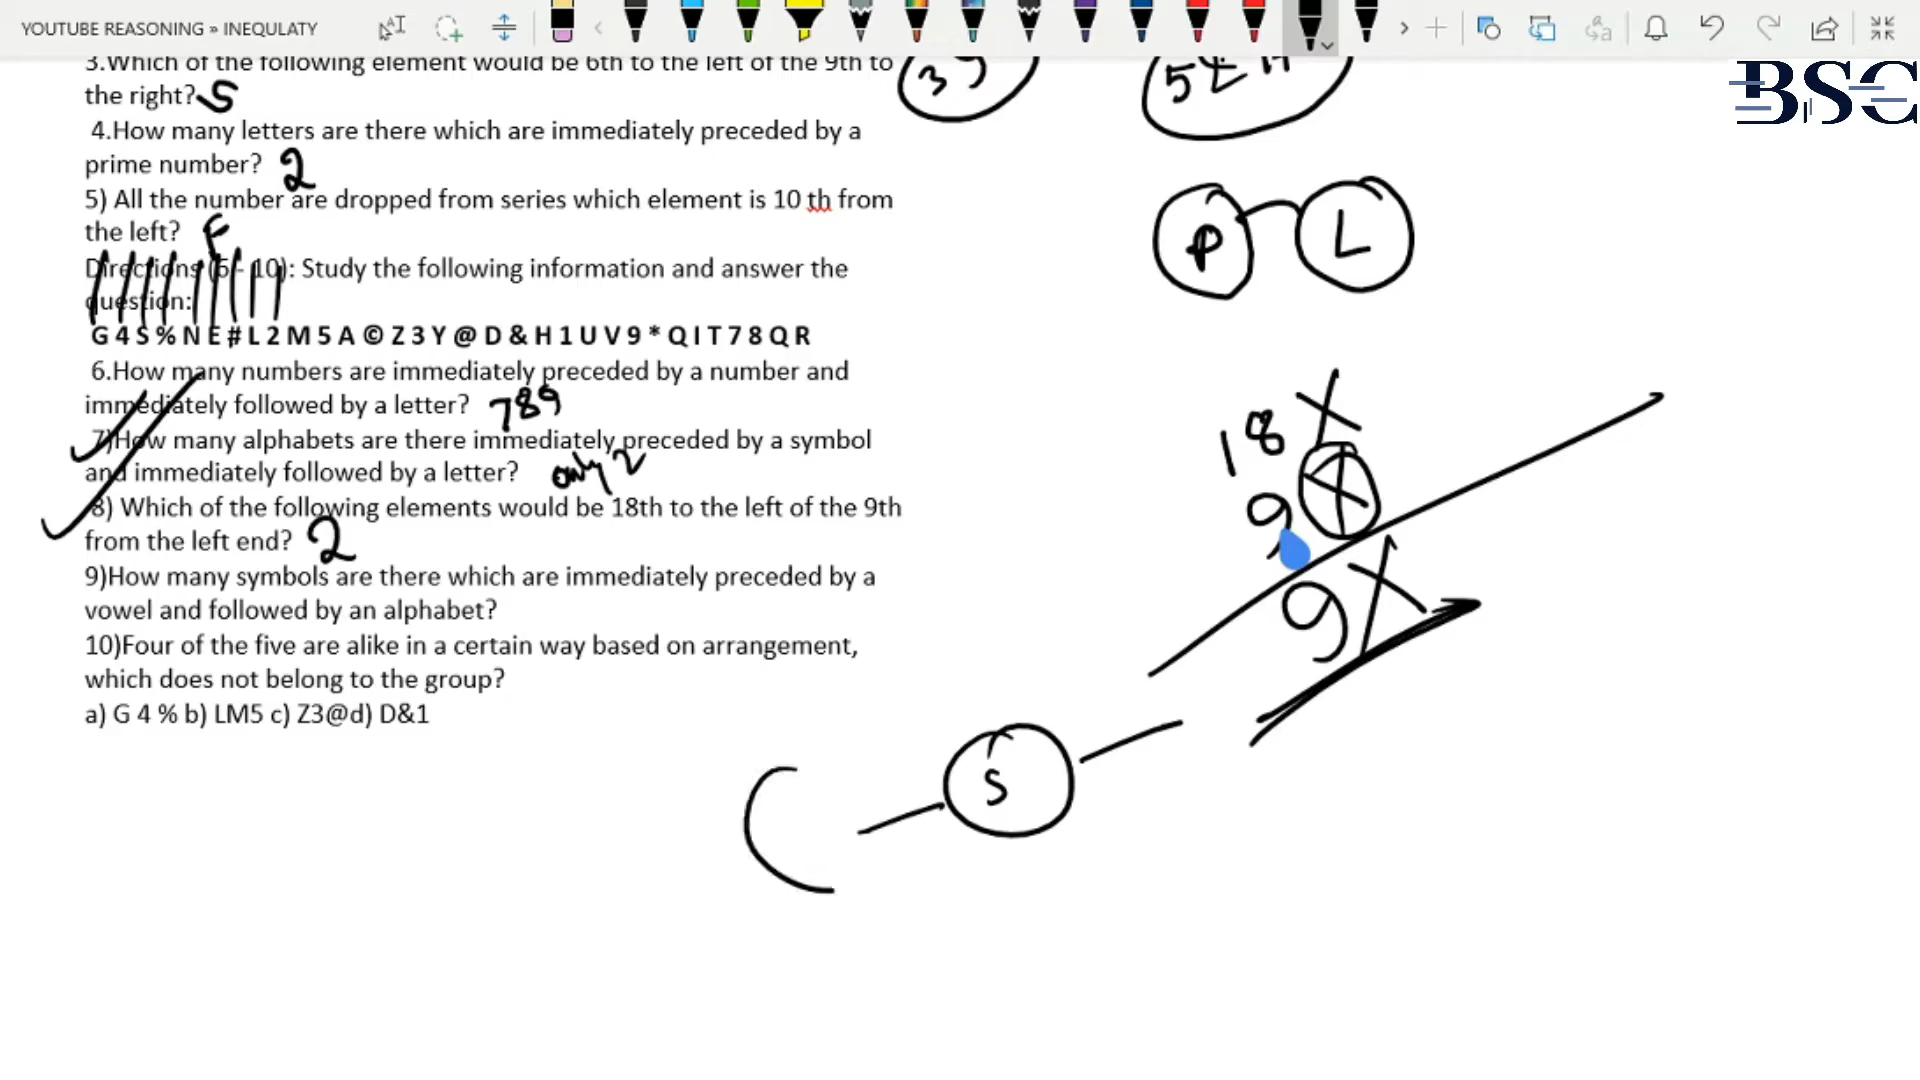 YOUTUBE REASONING » INEQULATY
BSC
3.Which of the following element would be 6th to the left of the 9th to
the right? 5
4.How many letters are there which are immediately preceded by a
prime number? 2
5) All the number are dropped from series which element is 10 th from
the left? F
Directions (6 - 10): Study the following information and answer the
question:
G 4 S % N E # L 2 M 5 A © Z 3 Y @ D & H 1 U V 9 * Q I T 7 8 Q R
6.How many numbers are immediately preceded by a number and
immediately followed by a letter? 789
7)How many alphabets are there immediately preceded by a symbol
and immediately followed by a letter? only 2
8) Which of the following elements would be 18th to the left of the 9th
from the left end? 2
9)How many symbols are there which are immediately preceded by a
vowel and followed by an alphabet?
10)Four of the five are alike in a certain way based on arrangement,
which does not belong to the group?
a) G 4 % b) LM5 c) Z3@d) D&1
P L
18
9
9
S